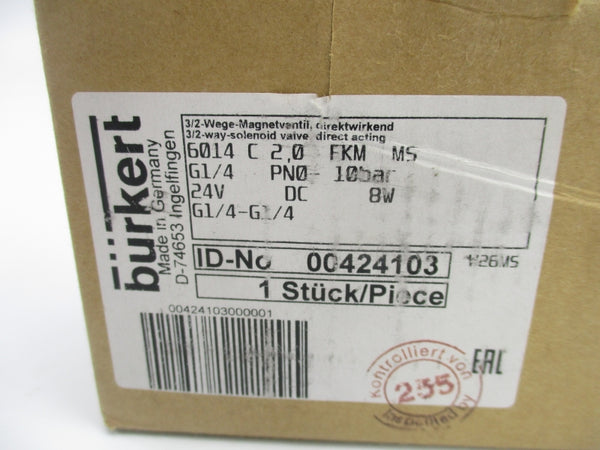 bürkert
Made in Germany
D-74653 Ingelfingen
3/2-Wege-Magnetventil, direktwirkend
3/2-way-solenoid valve, direct acting
6014 C 2,0 FKM MS
G1/4 PN0- 10bar
24V DC 8W
G1/4-G1/4
ID-No 00424103
W26MS
1 Stück/Piece
00424103000001
Kontrolliert von
255
Inspected by
EAC